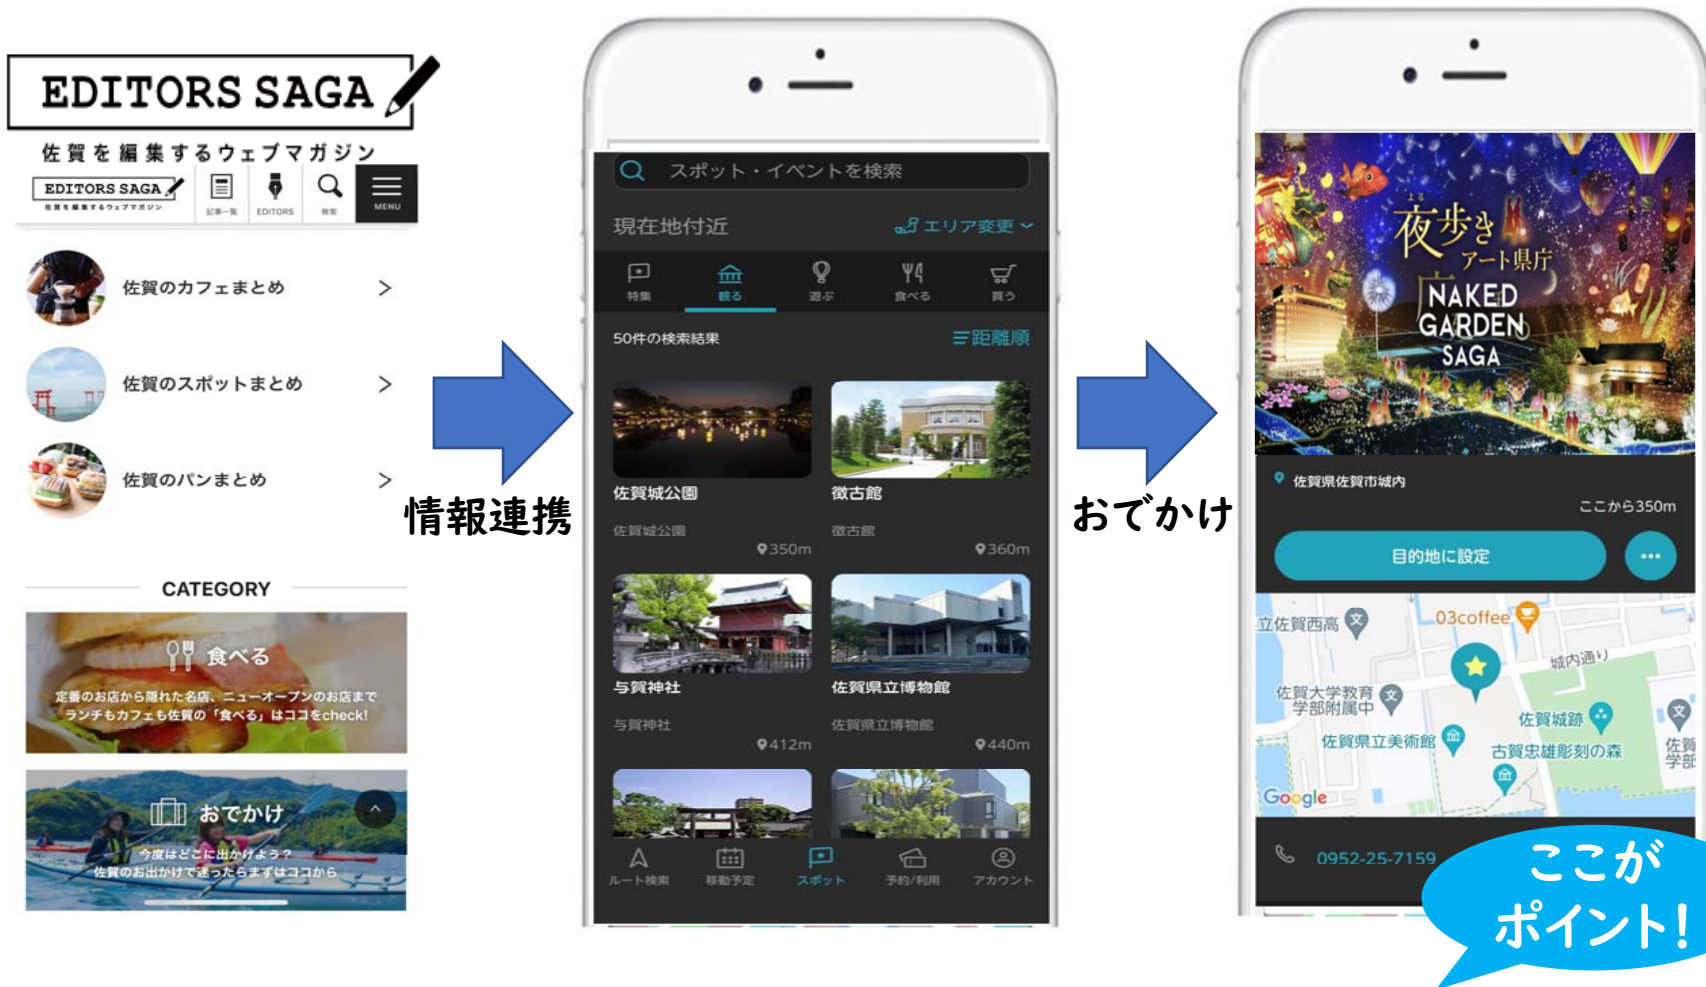 EDITORS SAGA
佐賀を編集するウェブマガジン
EDITORS SAGA
佐賀を編集するウェブマガジン
記事一覧
EDITORS
検索
MENU
佐賀のカフェまとめ
佐賀のスポットまとめ
佐賀のパンまとめ
CATEGORY
食べる
定番のお店から隠れた名店、ニューオープンのお店まで
ランチもカフェも佐賀の「食べる」はココをcheck!
おでかけ
今度はどこに出かけよう？
佐賀のお出かけで迷ったらまずはココから
情報連携
スポット・イベントを検索
現在地付近
エリア変更
特集
観る
遊ぶ
食べる
買う
50件の検索結果
距離順
佐賀城公園
佐賀城公園
350m
徴古館
徴古館
360m
与賀神社
与賀神社
412m
佐賀県立博物館
佐賀県立博物館
440m
ルート検索
移動予定
スポット
予約/利用
アカウント
おでかけ
夜歩き
よる
アート県庁
NAKED
GARDEN
SAGA
佐賀県佐賀市城内
ここから350m
目的地に設定
立佐賀西高
03coffee
城内通り
佐賀大学教育
学部附属中
佐賀城跡
佐賀県立美術館
古賀忠雄彫刻の森
佐賀
学部
Google
0952-25-7159
ここが
ポイント！